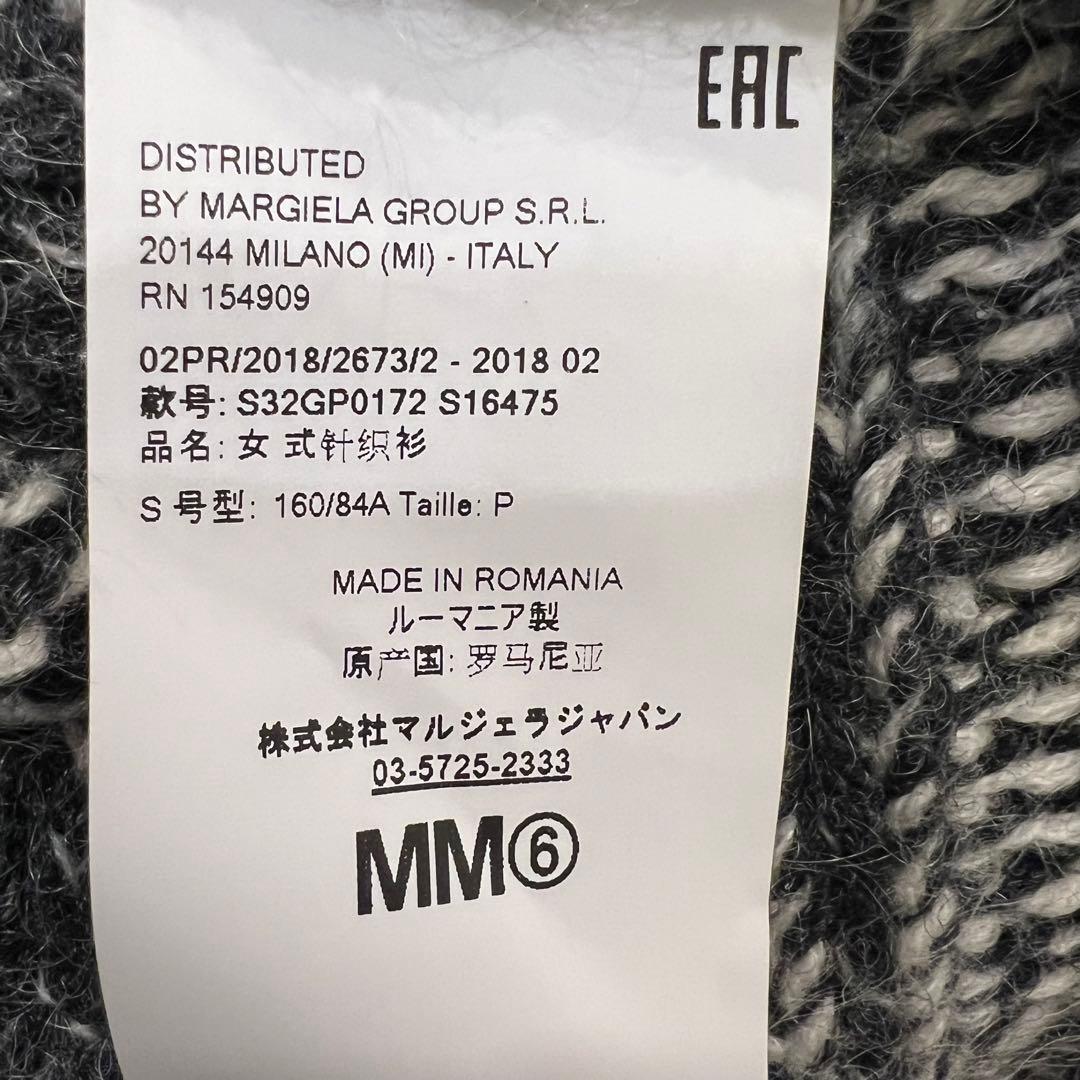 EAC
DISTRIBUTED
BY MARGIELA GROUP S.R.L.
20144 MILANO (MI) - ITALY
RN 154909
02PR/2018/2673/2 - 2018 02
款号: S32GP0172 S16475
品名: 女 式针织衫
S 号型: 160/84A Taille: P
MADE IN ROMANIA
ルーマニア製
原产国: 罗马尼亚
株式会社マルジェラジャパン
03-5725-2333
MM⑥